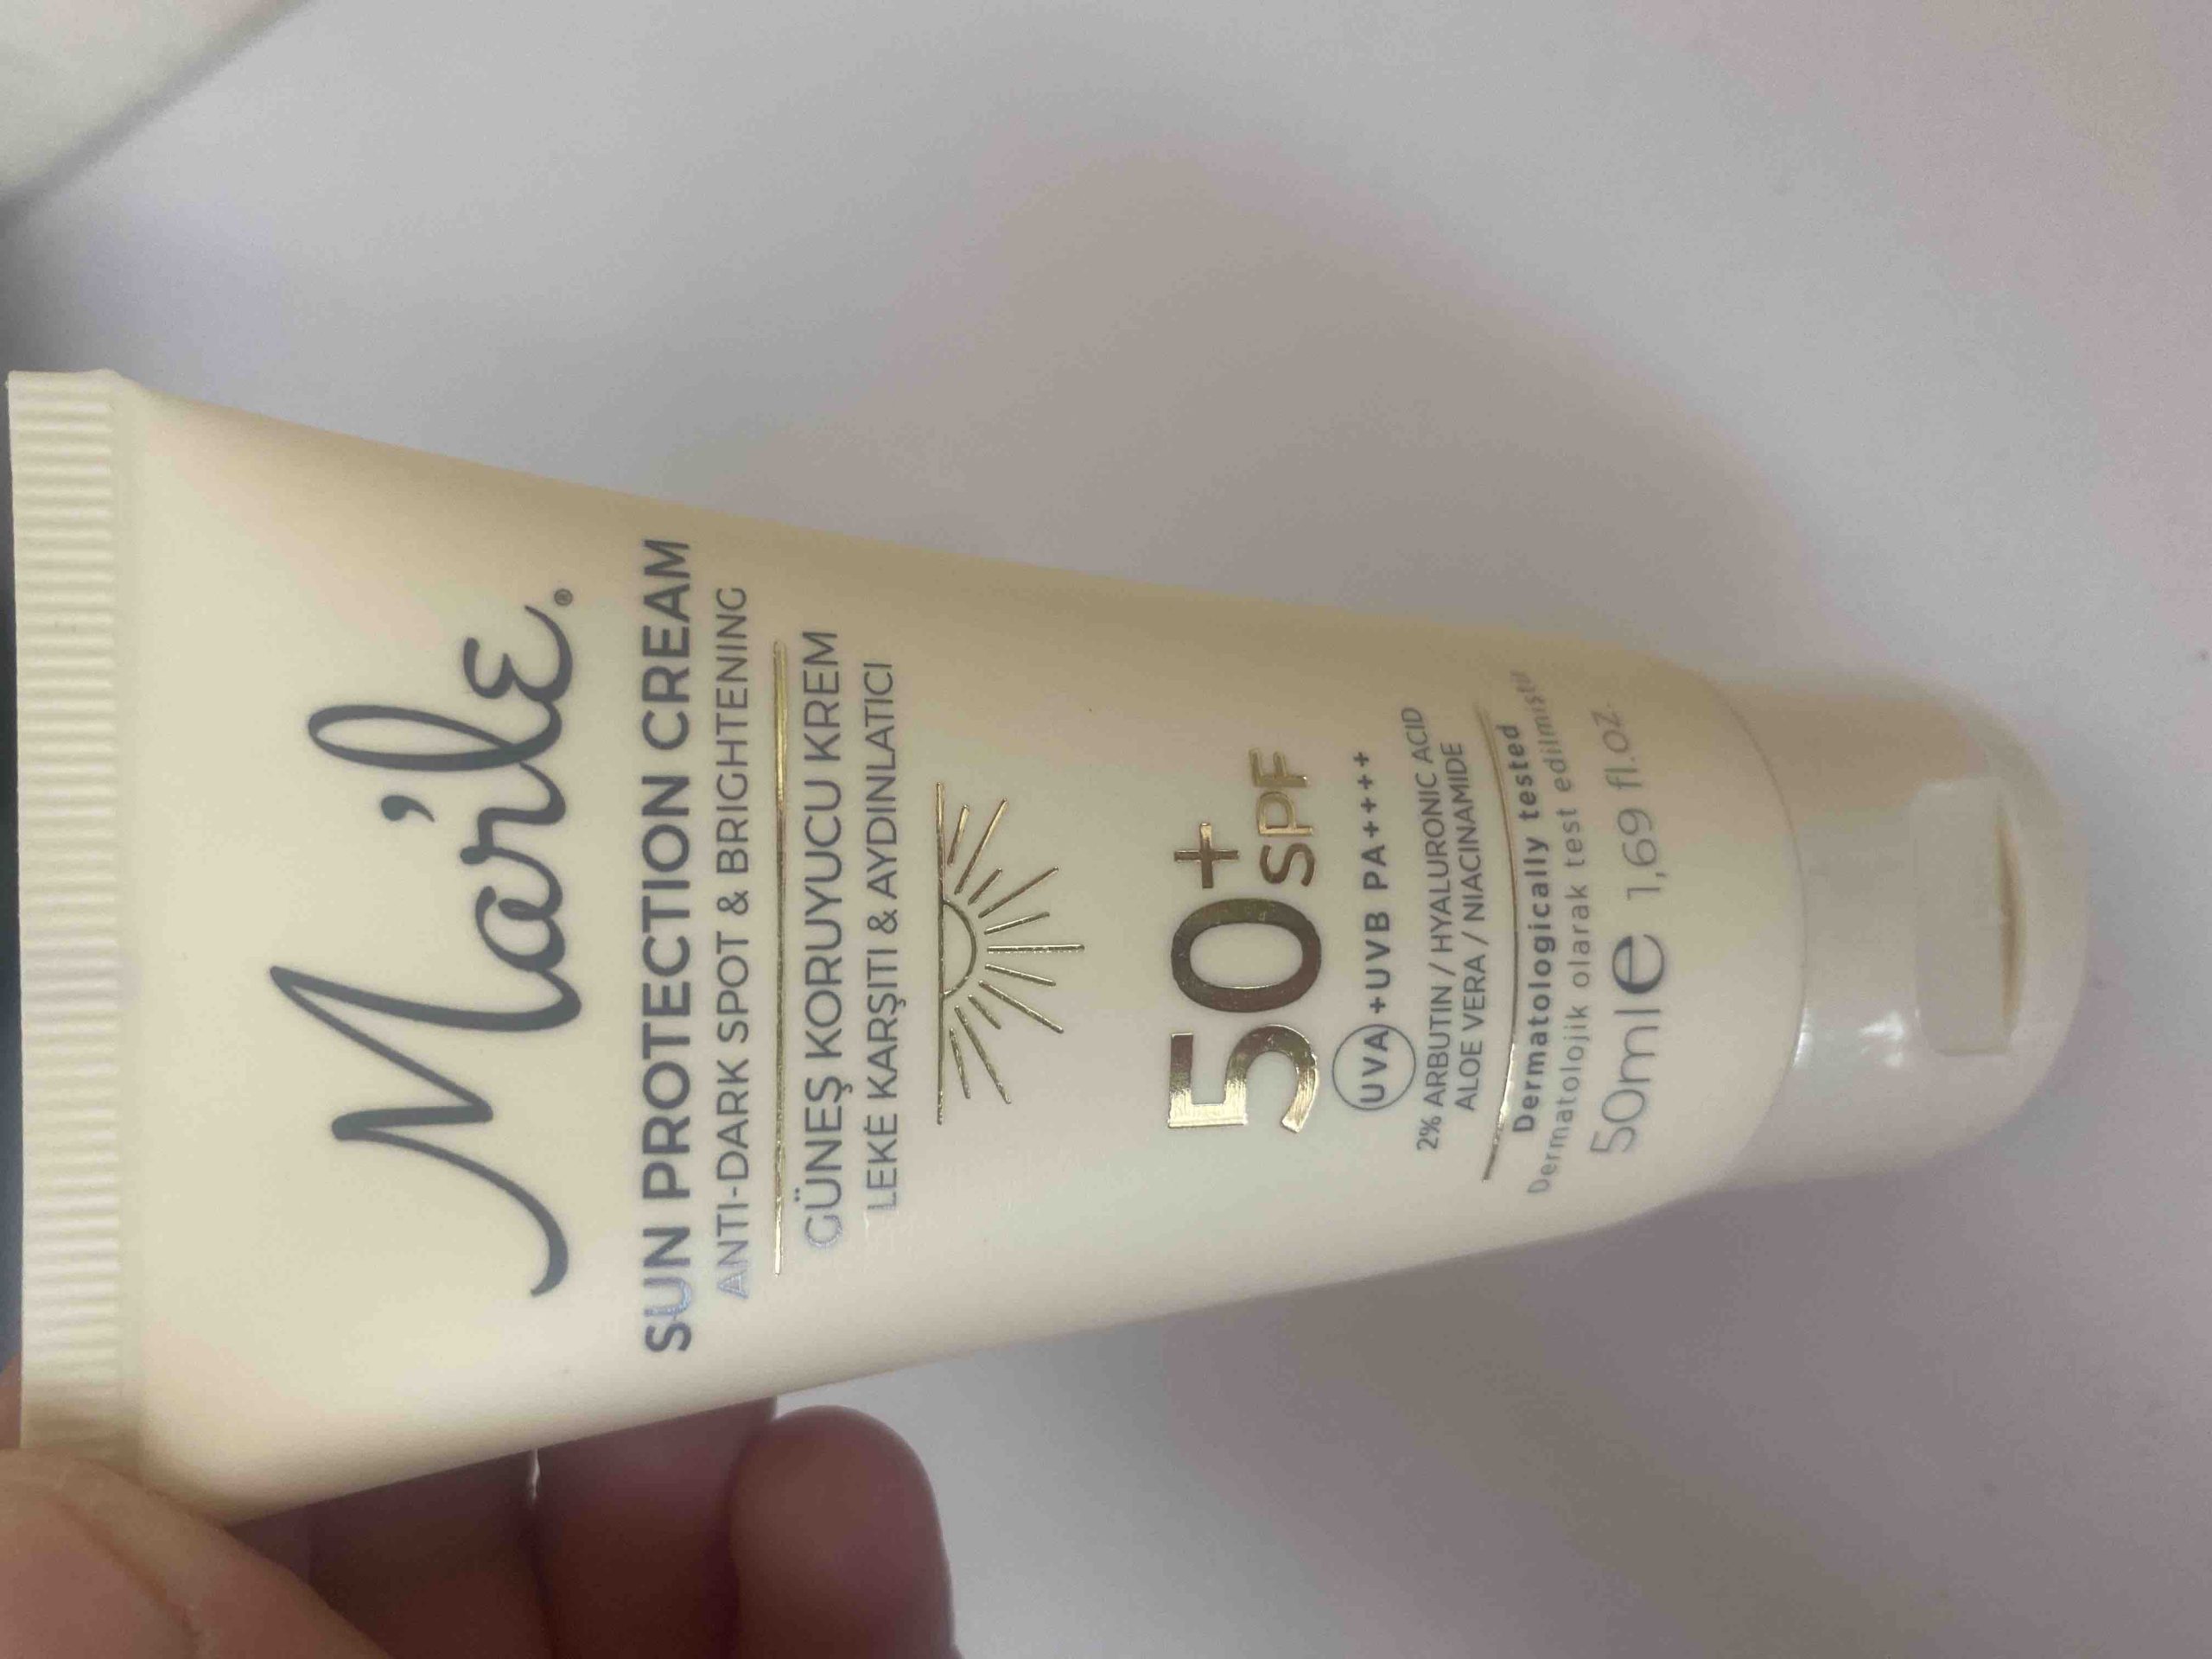 Mar'le®
SUN PROTECTION CREAM
ANTI-DARK SPOT & BRIGHTENING
GÜNEŞ KORUYUCU KREM
LEKE KARŞITI & AYDINLATICI
50+ SPF
UVA +UVB PA++++
2% ARBUTIN / HYALURONIC ACID
ALOE VERA / NIACINAMIDE
Dermatologically tested
Dermatolojik olarak test edilmiştir
50ml e 1,69 fl.oz.